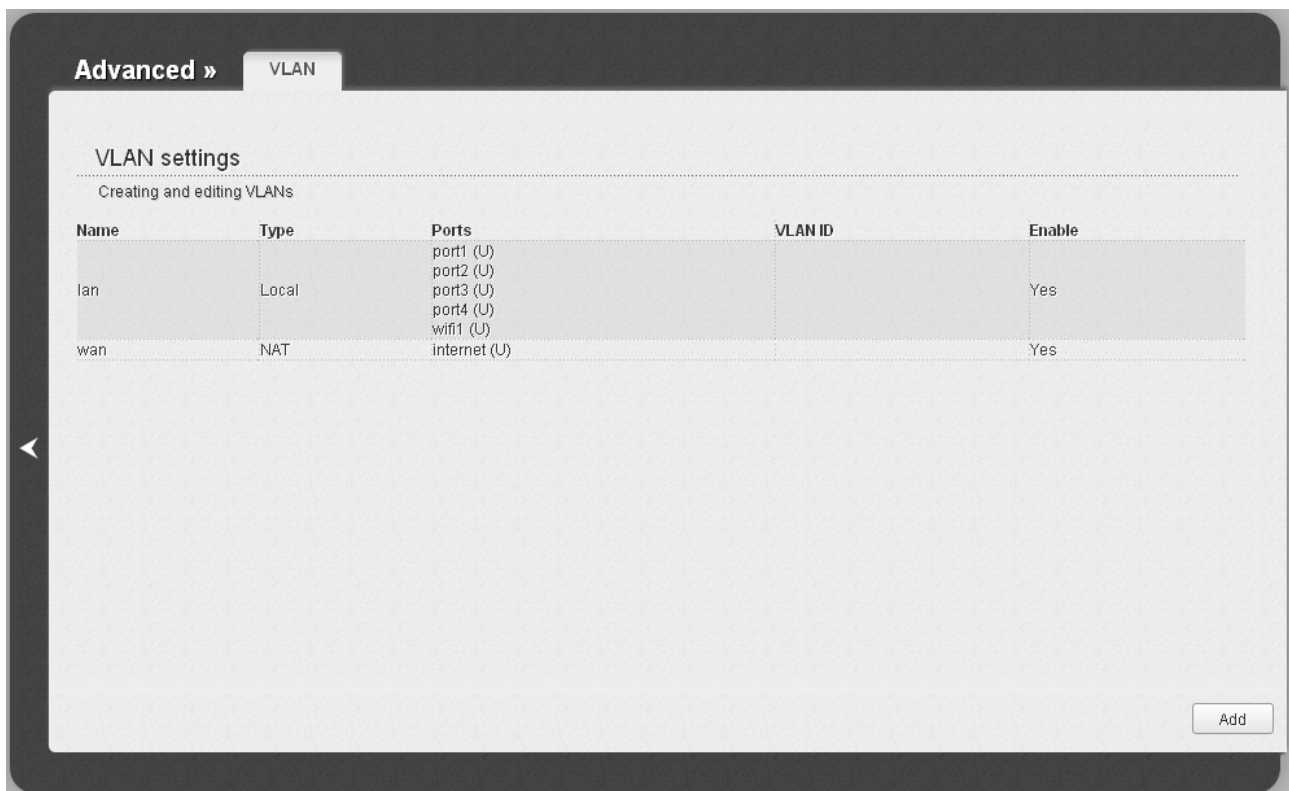 Advanced » VLAN
VLAN settings
Creating and editing VLANs
Name Type Ports VLAN ID Enable
port1 (U)
port2 (U)
lan Local port3 (U) Yes
port4 (U)
wifi1 (U)
wan NAT internet (U) Yes
Add